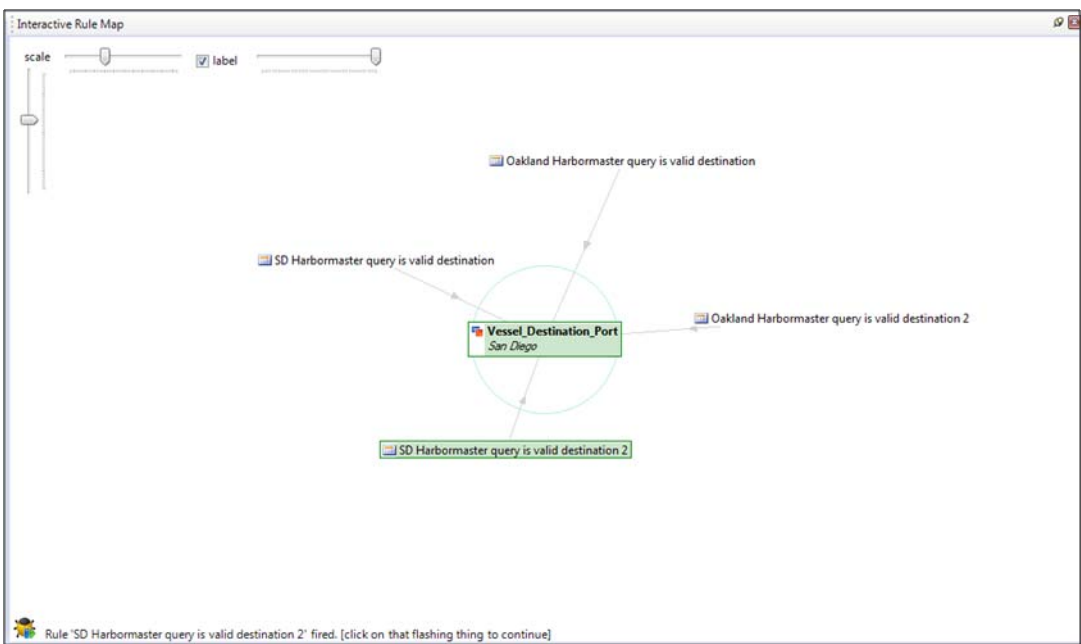 Interactive Rule Map
scale
label
Oakland Harbormaster query is valid destination
SD Harbormaster query is valid destination
Oakland Harbormaster query is valid destination 2
Vessel_Destination_Port
San Diego
SD Harbormaster query is valid destination 2
Rule 'SD Harbormaster query is valid destination 2' fired. [click on that flashing thing to continue]